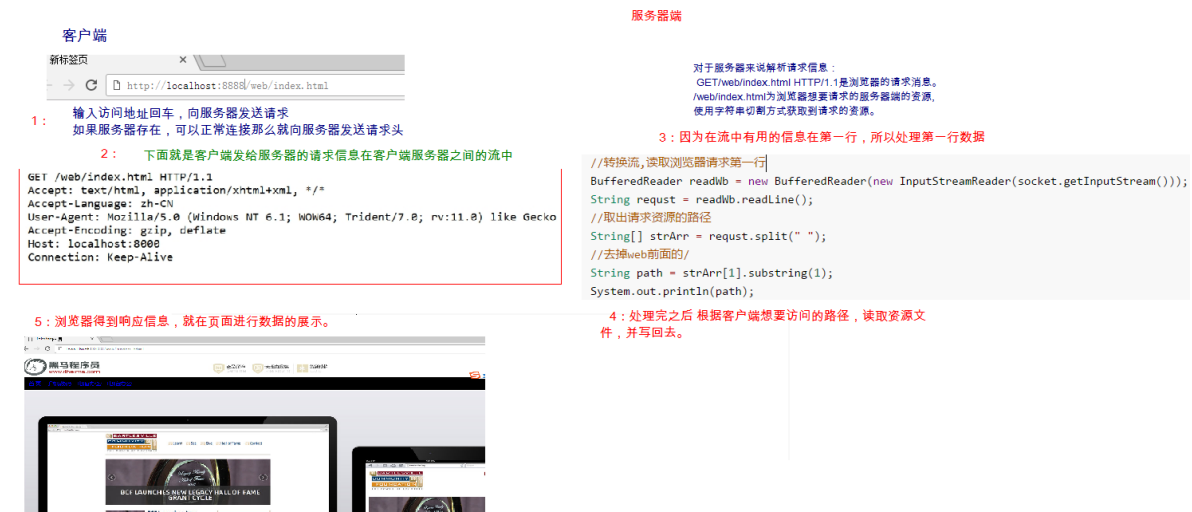 服务器端
客户端
新标签页
http://localhost:8888/web/index.html
1：
输入访问地址回车，向服务器发送请求
如果服务器存在，可以正常连接那么就向服务器发送请求头
2：
下面就是客户端发给服务器的请求信息在客户端服务器之间的流中
GET /web/index.html HTTP/1.1
Accept: text/html, application/xhtml+xml, */*
Accept-Language: zh-CN
User-Agent: Mozilla/5.0 (Windows NT 6.1; WOW64; Trident/7.0; rv:11.0) like Gecko
Accept-Encoding: gzip, deflate
Host: localhost:8000
Connection: Keep-Alive
对于服务器来说解析请求信息：
GET/web/index.html HTTP/1.1是浏览器的请求消息。
/web/index.html为浏览器想要请求的服务器端的资源,
使用字符串切割方式获取到请求的资源。
3：因为在流中有用的信息在第一行，所以处理第一行数据
//转换流,读取浏览器请求第一行
BufferedReader readWb = new BufferedReader(new InputStreamReader(socket.getInputStream()));
String requst = readWb.readLine();
//取出请求资源的路径
String[] strArr = requst.split(" ");
//去掉web前面的/
String path = strArr[1].substring(1);
System.out.println(path);
4：处理完之后 根据客户端想要访问的路径，读取资源文
件，并写回去。
5：浏览器得到响应信息，就在页面进行数据的展示。
黑马程序员
BCF LAUNCHES NEW LEGACY HALL OF FAME
GRANT CYCLE